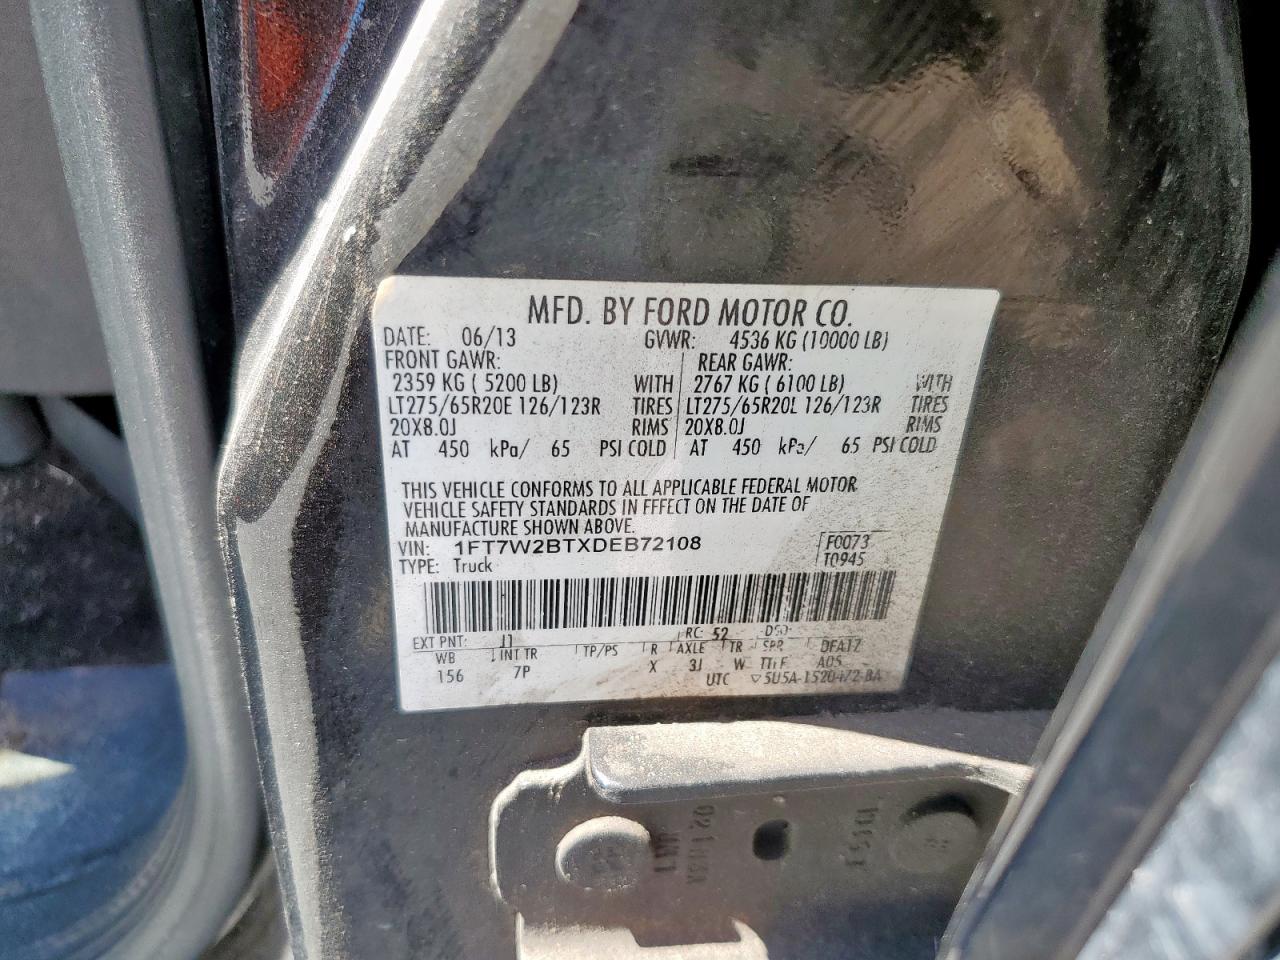 MFD. BY FORD MOTOR CO.
DATE: 06/13 GVWR: 4536 KG (10000 LB)
FRONT GAWR: REAR GAWR:
2359 KG ( 5200 LB) WITH 2767 KG ( 6100 LB) WITH
LT275/65R20E 126/123R TIRES LT275/65R20L 126/123R TIRES
20X8.0J RIMS 20X8.0J RIMS
AT 450 kPa/ 65 PSI COLD AT 450 kPa/ 65 PSI COLD
THIS VEHICLE CONFORMS TO ALL APPLICABLE FEDERAL MOTOR
VEHICLE SAFETY STANDARDS IN EFFECT ON THE DATE OF
MANUFACTURE SHOWN ABOVE.
VIN: 1FT7W2BTXDEB72108 F0073
TYPE: Truck T0945
EXT PNT: J1 RC: 52
WB INT TR TP/PS R AXLE TR SPR DFA17
156 7P X 3J W A05
UTC